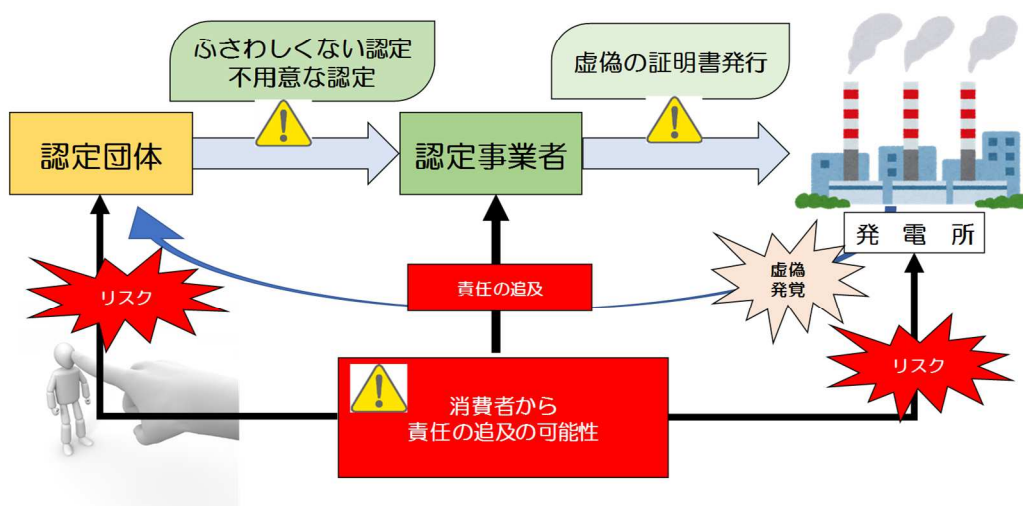 ふさわしくない認定
不用意な認定
虚偽の証明書発行
認定団体
認定事業者
発電所
虚偽
発覚
責任の追及
リスク
リスク
消費者から
責任の追及の可能性